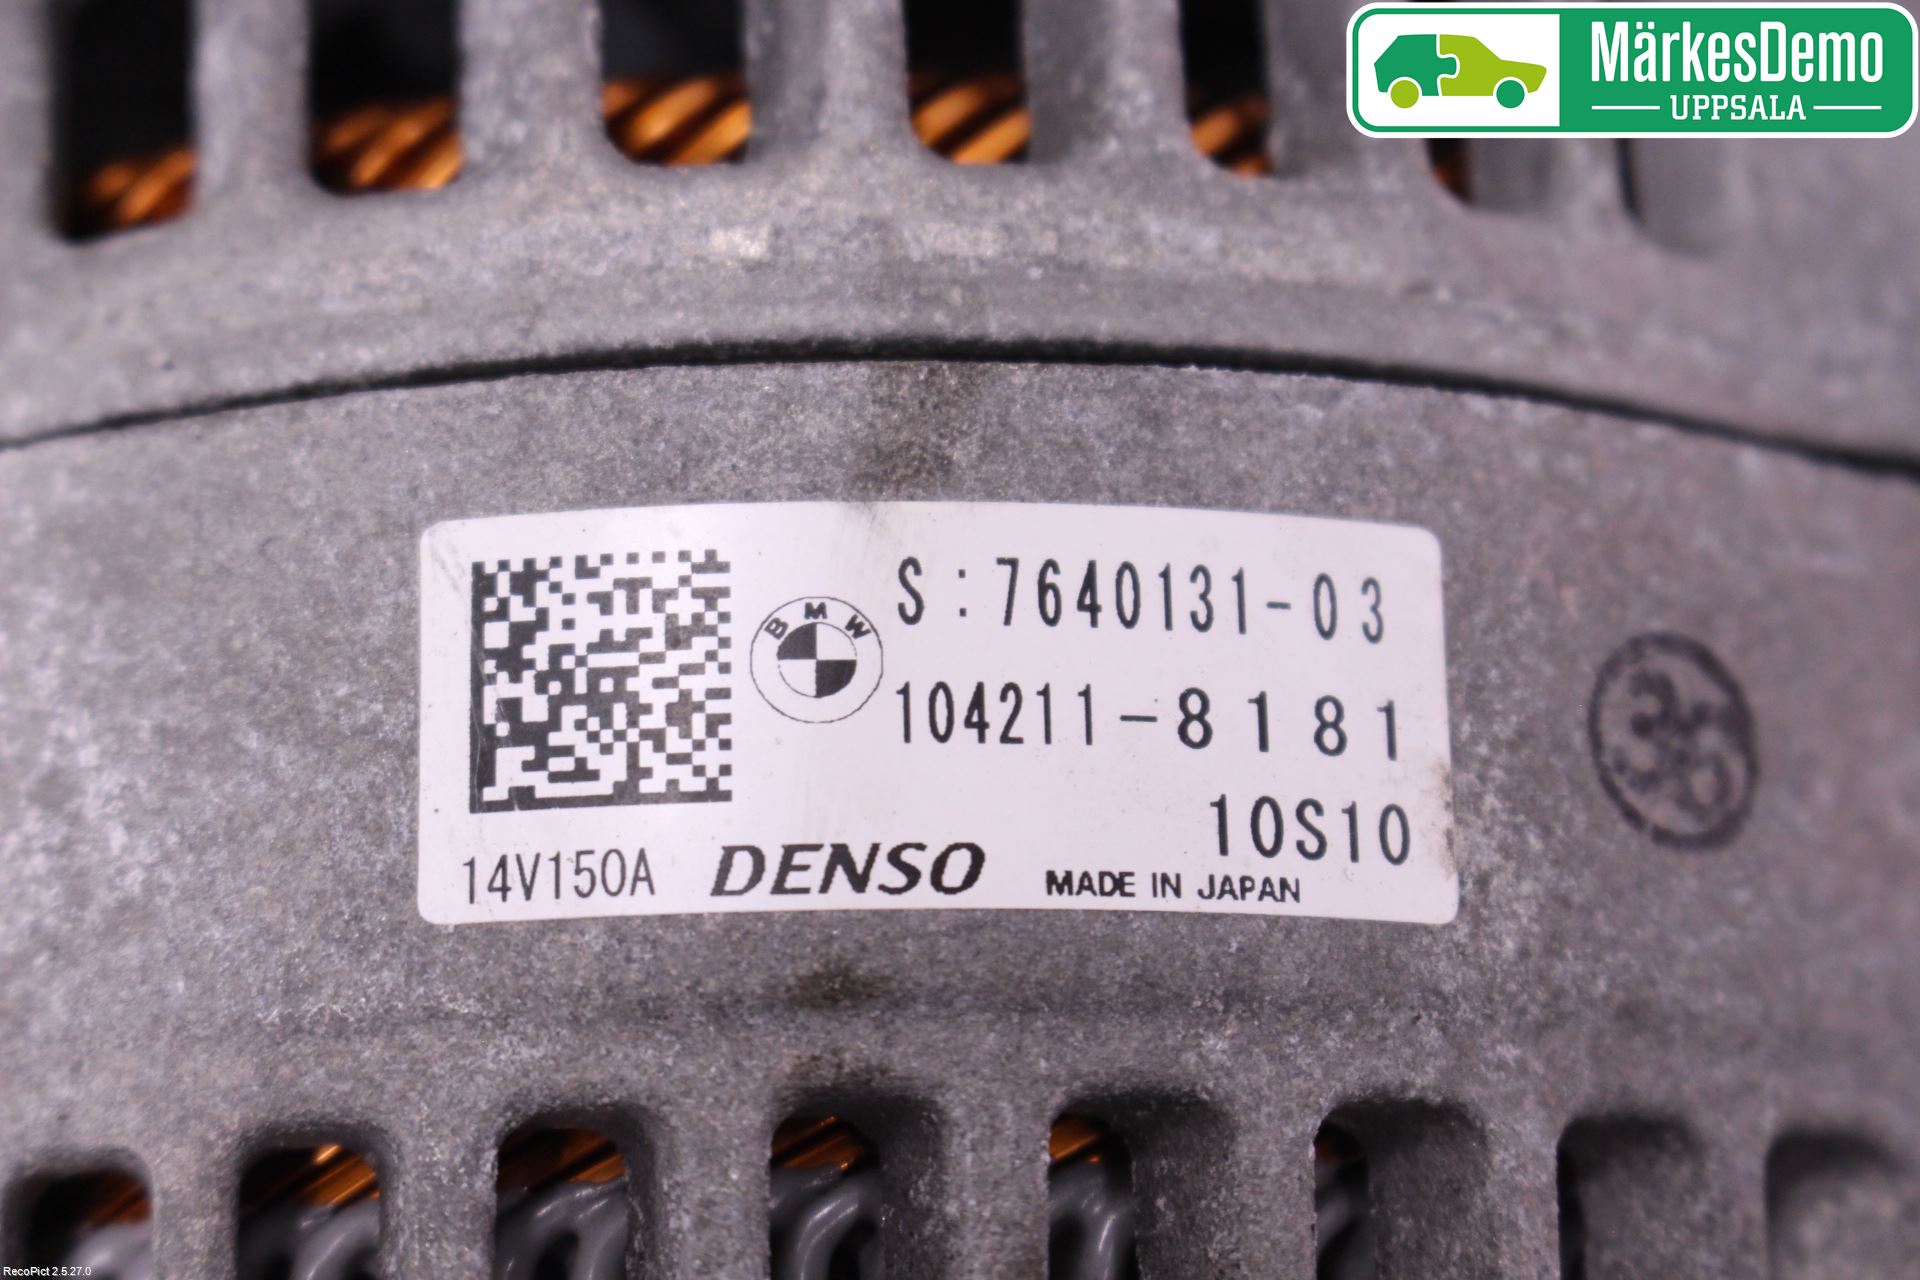 MärkesDemo
UPPSALA
BMW
S:7640131-03
104211-8181
10S10
14V150A DENSO MADE IN JAPAN
RecoPict 2.5.27.0